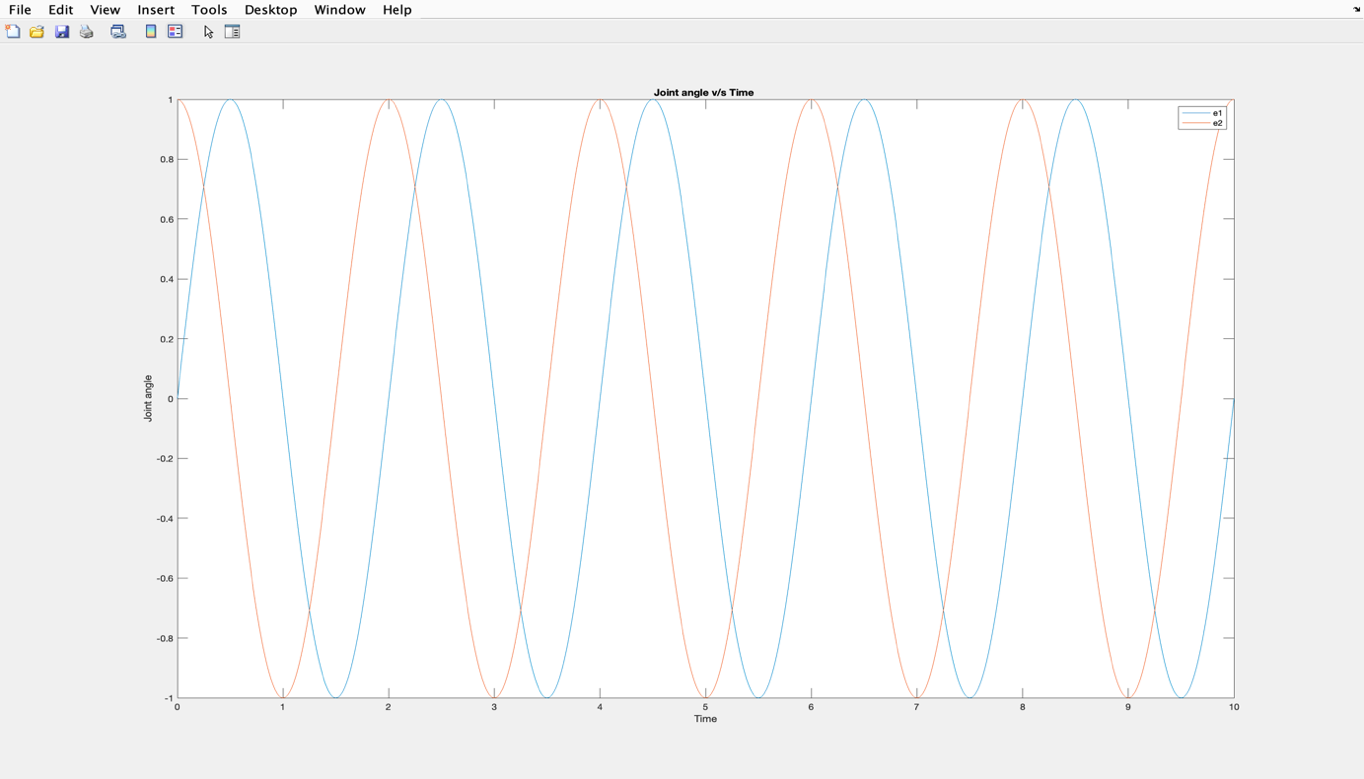 File Edit View Insert Tools Desktop Window Help
Joint angle v/s Time
e1
e2
1
0.8
0.6
0.4
0.2
0
-0.2
-0.4
-0.6
-0.8
-1
Joint angle
0 1 2 3 4 5 6 7 8 9 10
Time